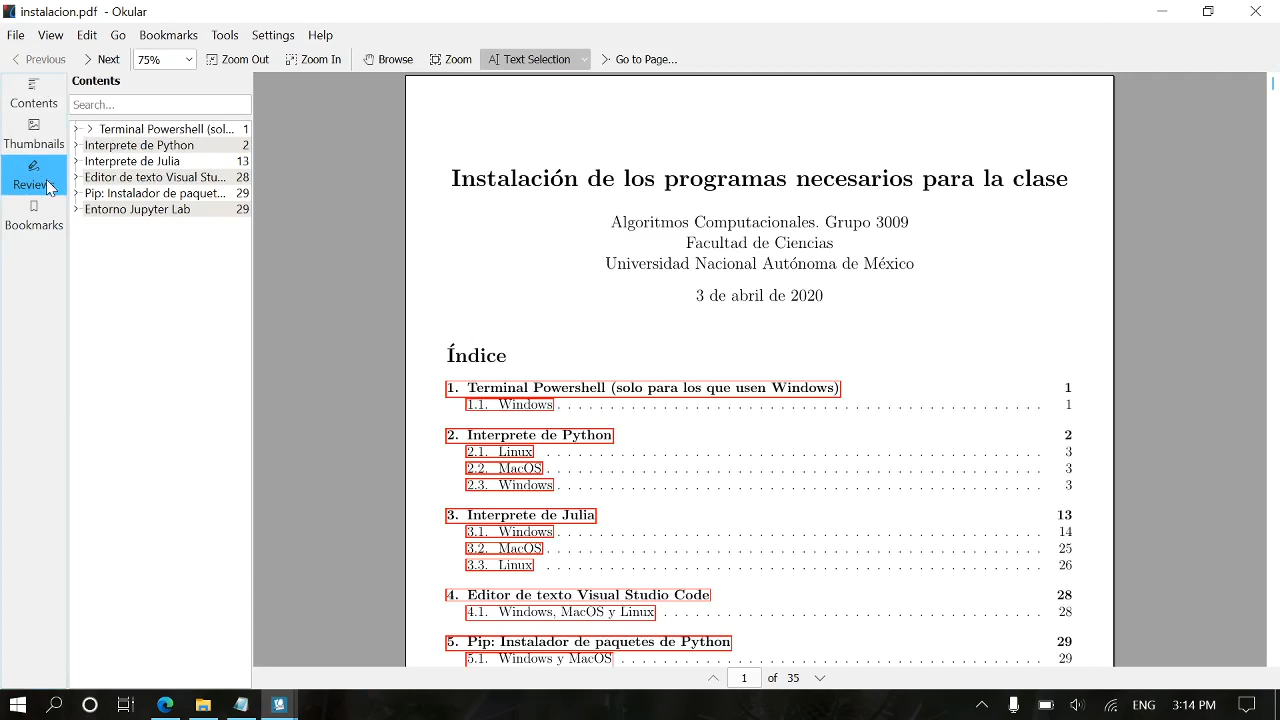 instalacion.pdf - Okular
File View Edit Go Bookmarks Tools Settings Help
Previous Next 75% Zoom Out Zoom In Browse Zoom Text Selection Go to Page...
Contents
Thumbnails
Review
Bookmarks
Contents
Search...
Terminal Powershell (sol... 1
Interprete de Python 2
Interprete de Julia 13
Editor de texto Visual Stu... 28
Pip: Instalador de paquet... 29
Entorno Jupyter Lab 29
Instalación de los programas necesarios para la clase
Algoritmos Computacionales. Grupo 3009
Facultad de Ciencias
Universidad Nacional Autónoma de México
3 de abril de 2020
Índice
1. Terminal Powershell (solo para los que usen Windows) 1
1.1. Windows 1
2. Interprete de Python 2
2.1. Linux 3
2.2. MacOS 3
2.3. Windows 3
3. Interprete de Julia 13
3.1. Windows 14
3.2. MacOS 25
3.3. Linux 26
4. Editor de texto Visual Studio Code 28
4.1. Windows, MacOS y Linux 28
5. Pip: Instalador de paquetes de Python 29
5.1. Windows y MacOS 29
1 of 35
ENG 3:14 PM